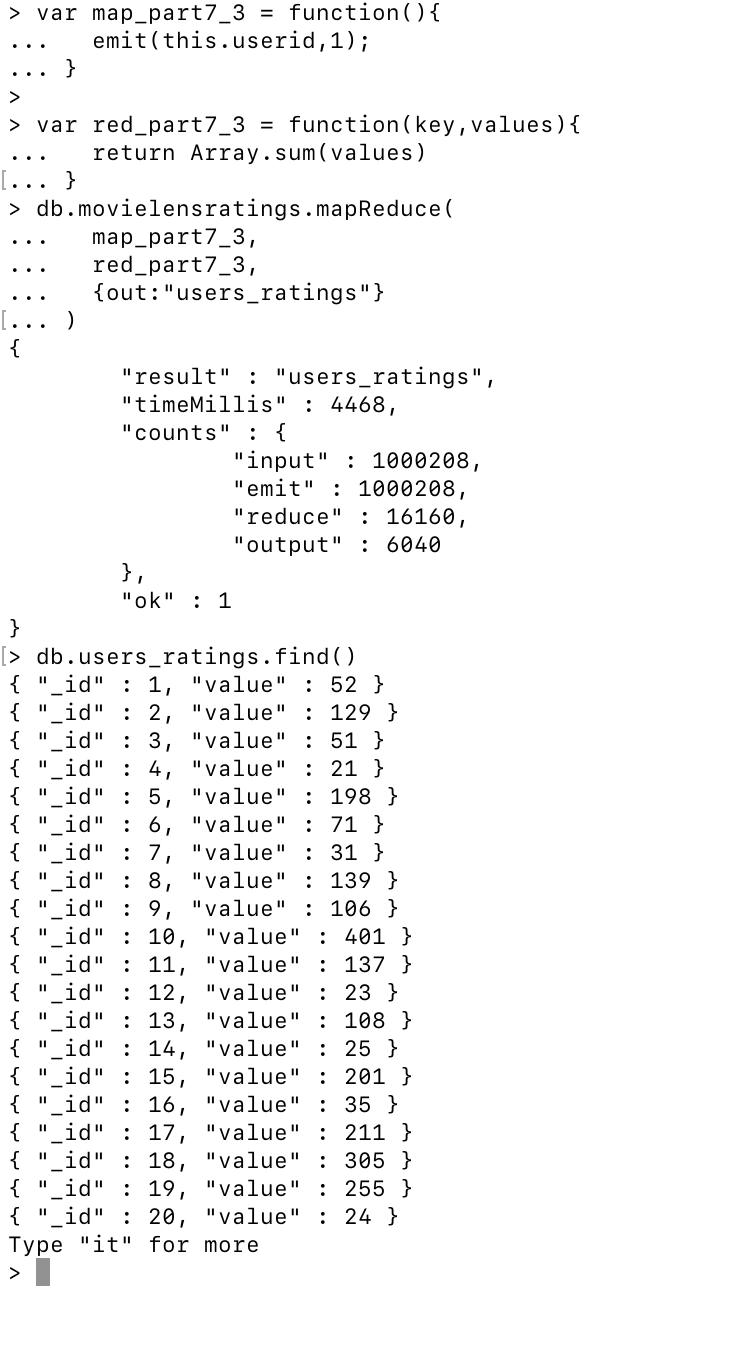 > var map_part7_3 = function(){
...   emit(this.userid,1);
... }
>
> var red_part7_3 = function(key,values){
...   return Array.sum(values)
[... }
> db.movielensratings.mapReduce(
...   map_part7_3,
...   red_part7_3,
...   {out:"users_ratings"}
[... )
{
        "result" : "users_ratings",
        "timeMillis" : 4468,
        "counts" : {
                "input" : 1000208,
                "emit" : 1000208,
                "reduce" : 16160,
                "output" : 6040
        },
        "ok" : 1
}
[> db.users_ratings.find()
{ "_id" : 1, "value" : 52 }
{ "_id" : 2, "value" : 129 }
{ "_id" : 3, "value" : 51 }
{ "_id" : 4, "value" : 21 }
{ "_id" : 5, "value" : 198 }
{ "_id" : 6, "value" : 71 }
{ "_id" : 7, "value" : 31 }
{ "_id" : 8, "value" : 139 }
{ "_id" : 9, "value" : 106 }
{ "_id" : 10, "value" : 401 }
{ "_id" : 11, "value" : 137 }
{ "_id" : 12, "value" : 23 }
{ "_id" : 13, "value" : 108 }
{ "_id" : 14, "value" : 25 }
{ "_id" : 15, "value" : 201 }
{ "_id" : 16, "value" : 35 }
{ "_id" : 17, "value" : 211 }
{ "_id" : 18, "value" : 305 }
{ "_id" : 19, "value" : 255 }
{ "_id" : 20, "value" : 24 }
Type "it" for more
>